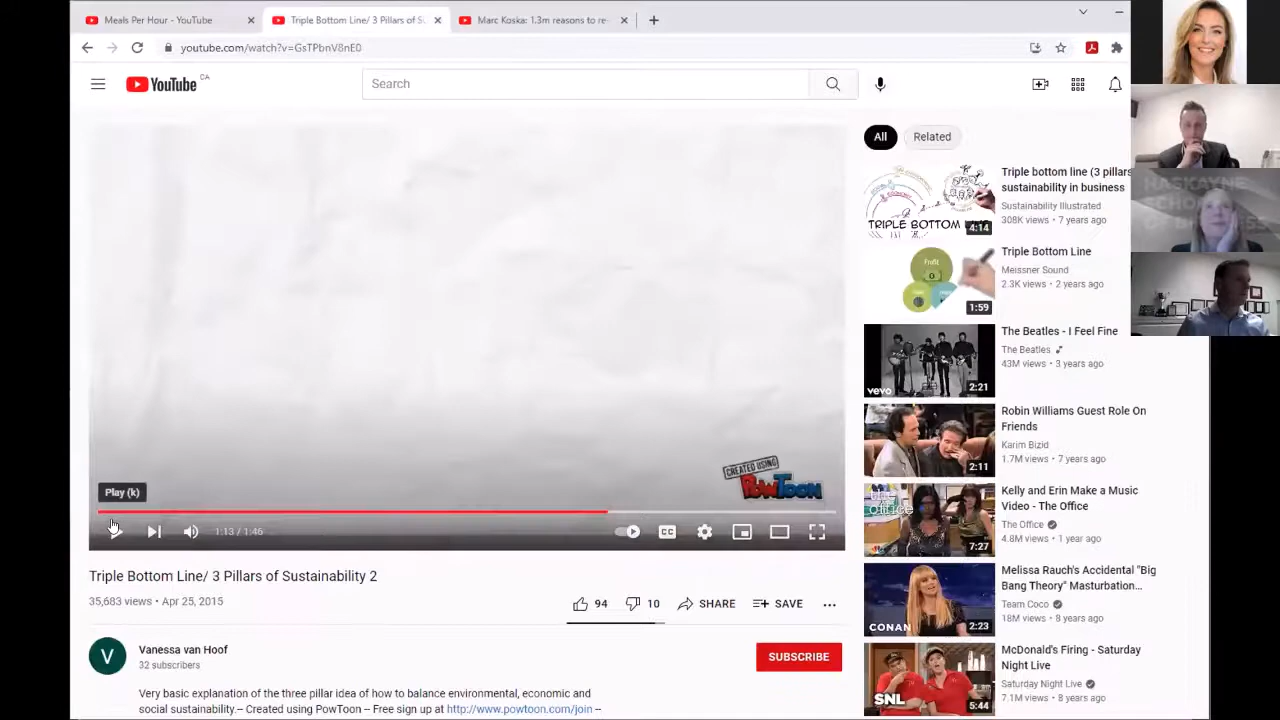 Meals Per Hour - YouTube
Triple Bottom Line/ 3 Pillars of Su
Marc Koska: 1.3m reasons to re-
youtube.com/watch?v=GsTPbnV8nE0
YouTube CA
Search
All
Related
Triple bottom line (3 pillars
sustainability in business
Sustainability Illustrated
308K views • 7 years ago
TRIPLE BOTTOM
4:14
HASKAYNE
Triple Bottom Line
Meissner Sound
2.3K views • 2 years ago
Profit
1:59
The Beatles - I Feel Fine
The Beatles
43M views • 3 years ago
vevo
2:21
Robin Williams Guest Role On
Friends
Karim Bizid
1.7M views • 7 years ago
2:11
CREATED USING
POWTOON
Play (k)
1:13 / 1:46
CC
Kelly and Erin Make a Music
Video - The Office
The Office
4.8M views • 1 year ago
OFFICE
7:27
Triple Bottom Line/ 3 Pillars of Sustainability 2
35,683 views • Apr 25, 2015
94
10
SHARE
SAVE
Melissa Rauch's Accidental "Big
Bang Theory" Masturbation...
Team Coco
18M views • 8 years ago
CONAN
2:23
V
Vanessa van Hoof
32 subscribers
SUBSCRIBE
Very basic explanation of the three pillar idea of how to balance environmental, economic and
social sustainability.-- Created using PowToon -- Free sign up at http://www.powtoon.com/join --
McDonald's Firing - Saturday
Night Live
Saturday Night Live
7.1M views • 8 years ago
SNL
5:44